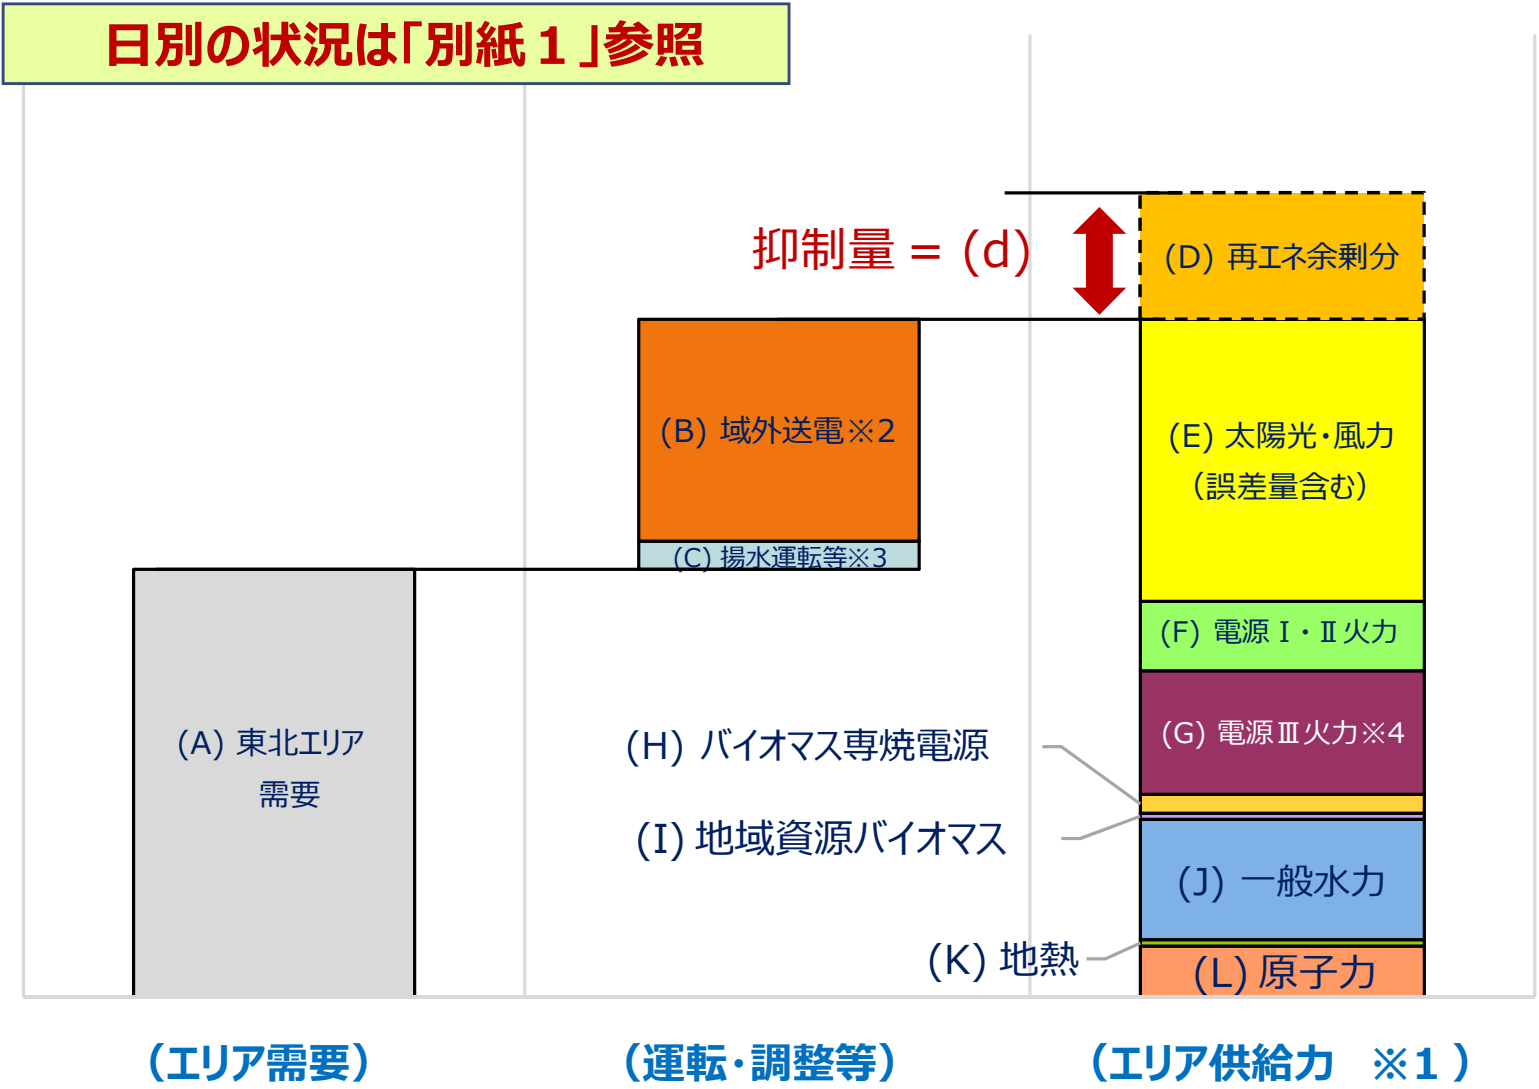 日別の状況は「別紙１」参照
抑制量 = (d)
(D) 再エネ余剰分
(B) 域外送電※2
(E) 太陽光・風力
（誤差量含む）
(C) 揚水運転等※3
(F) 電源Ⅰ・Ⅱ火力
(A) 東北エリア
需要
(H) バイオマス専焼電源
(G) 電源Ⅲ火力※4
(I) 地域資源バイオマス
(J) 一般水力
(K) 地熱
(L) 原子力
（エリア需要）
（運転・調整等）
（エリア供給力　※１）